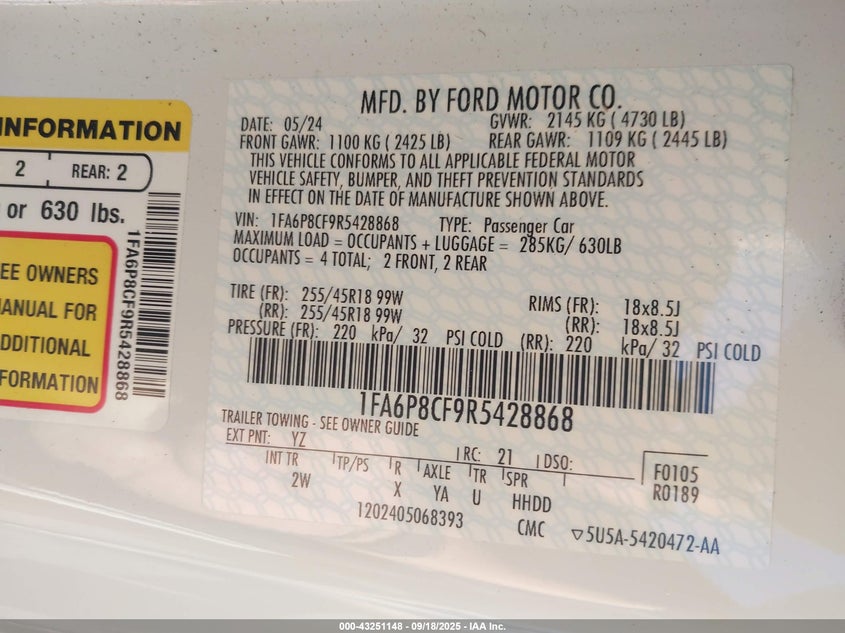 INFORMATION
2
REAR: 2
or 630 lbs.
EE OWNERS
MANUAL FOR
DDITIONAL
FORMATION
1FA6P8CF9R5428868
MFD. BY FORD MOTOR CO.
DATE: 05/24 GVWR: 2145 KG ( 4730 LB)
FRONT GAWR: 1100 KG ( 2425 LB) REAR GAWR: 1109 KG ( 2445 LB)
THIS VEHICLE CONFORMS TO ALL APPLICABLE FEDERAL MOTOR
VEHICLE SAFETY, BUMPER, AND THEFT PREVENTION STANDARDS
IN EFFECT ON THE DATE OF MANUFACTURE SHOWN ABOVE.
VIN: 1FA6P8CF9R5428868 TYPE: Passenger Car
MAXIMUM LOAD = OCCUPANTS + LUGGAGE = 285KG/ 630LB
OCCUPANTS = 4 TOTAL; 2 FRONT, 2 REAR
TIRE (FR): 255/45R18 99W RIMS (FR): 18x8.5J
(RR): 255/45R18 99W (RR): 18x8.5J
PRESSURE (FR): 220 kPa/ 32 PSI COLD (RR): 220 kPa/ 32 PSI COLD
1FA6P8CF9R5428868
TRAILER TOWING - SEE OWNER GUIDE
EXT PNT: YZ RC: 21 DSO:
INT TR TP/PS R AXLE TR SPR
2W X YA U HHDD
F0105
R0189
1202405068393 CMC ▽5U5A-5420472-AA
000-43251148 - 09/18/2025 - IAA Inc.